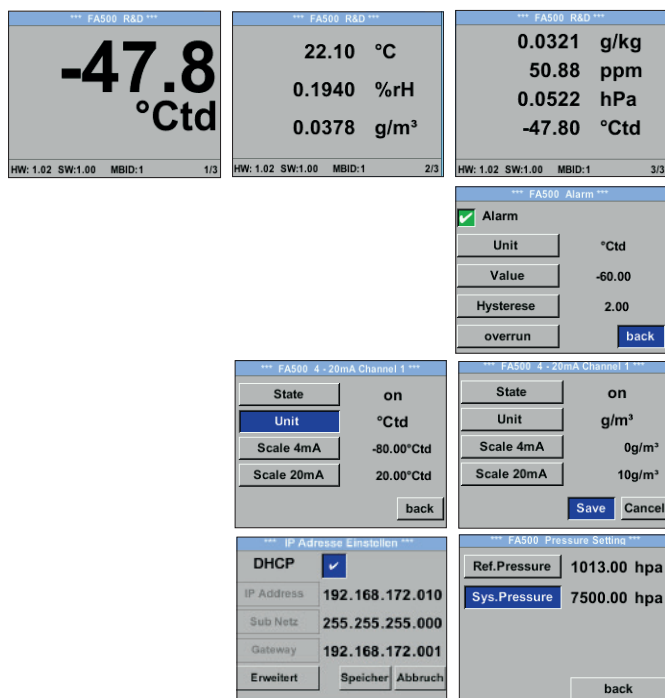 *** FA500 R&D ***
-47.8
°Ctd
HW: 1.02 SW:1.00 MBID:1 1/3
*** FA500 R&D ***
22.10 °C
0.1940 %rH
0.0378 g/m³
HW: 1.02 SW:1.00 MBID:1 2/3
*** FA500 R&D ***
0.0321 g/kg
50.88 ppm
0.0522 hPa
-47.80 °Ctd
HW: 1.02 SW:1.00 MBID:1 3/3
*** FA500 Alarm ***
Alarm
Unit °Ctd
Value -60.00
Hysterese 2.00
overrun back
*** FA500 4 - 20mA Channel 1 ***
State on
Unit °Ctd
Scale 4mA -80.00°Ctd
Scale 20mA 20.00°Ctd
back
*** FA500 4 - 20mA Channel 1 ***
State on
Unit g/m³
Scale 4mA 0g/m³
Scale 20mA 10g/m³
Save Cancel
*** IP Adresse Einstellen ***
DHCP
IP Address 192.168.172.010
Sub Netz 255.255.255.000
Gateway 192.168.172.001
Erweitert Speicher Abbruch
*** FA500 Pressure Setting ***
Ref.Pressure 1013.00 hpa
Sys.Pressure 7500.00 hpa
back